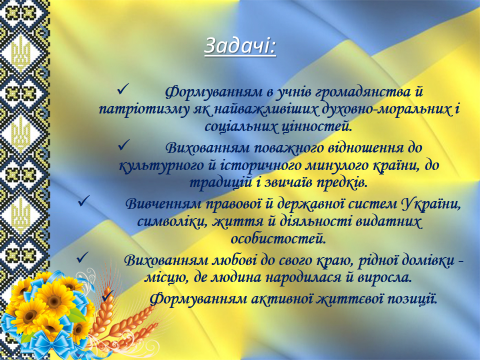 Задачі:
✓ Формуванням в учнів громадянства й
патріотизму як найважливіших духовно-моральних і
соціальних цінностей.
✓ Вихованням поважного відношення до
культурного й історичного минулого країни, до
традицій і звичаїв предків.
✓ Вивченням правової й державної систем України,
символіки, життя й діяльності видатних
особистостей.
✓ Вихованням любові до свого краю, рідної домівки -
місцю, де людина народилася й виросла.
✓ Формуванням активної життєвої позиції.